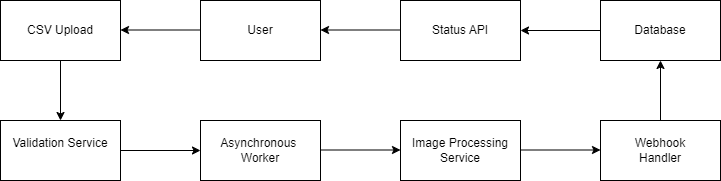 CSV Upload
User
Status API
Database
Validation Service
Asynchronous
Worker
Image Processing
Service
Webhook
Handler